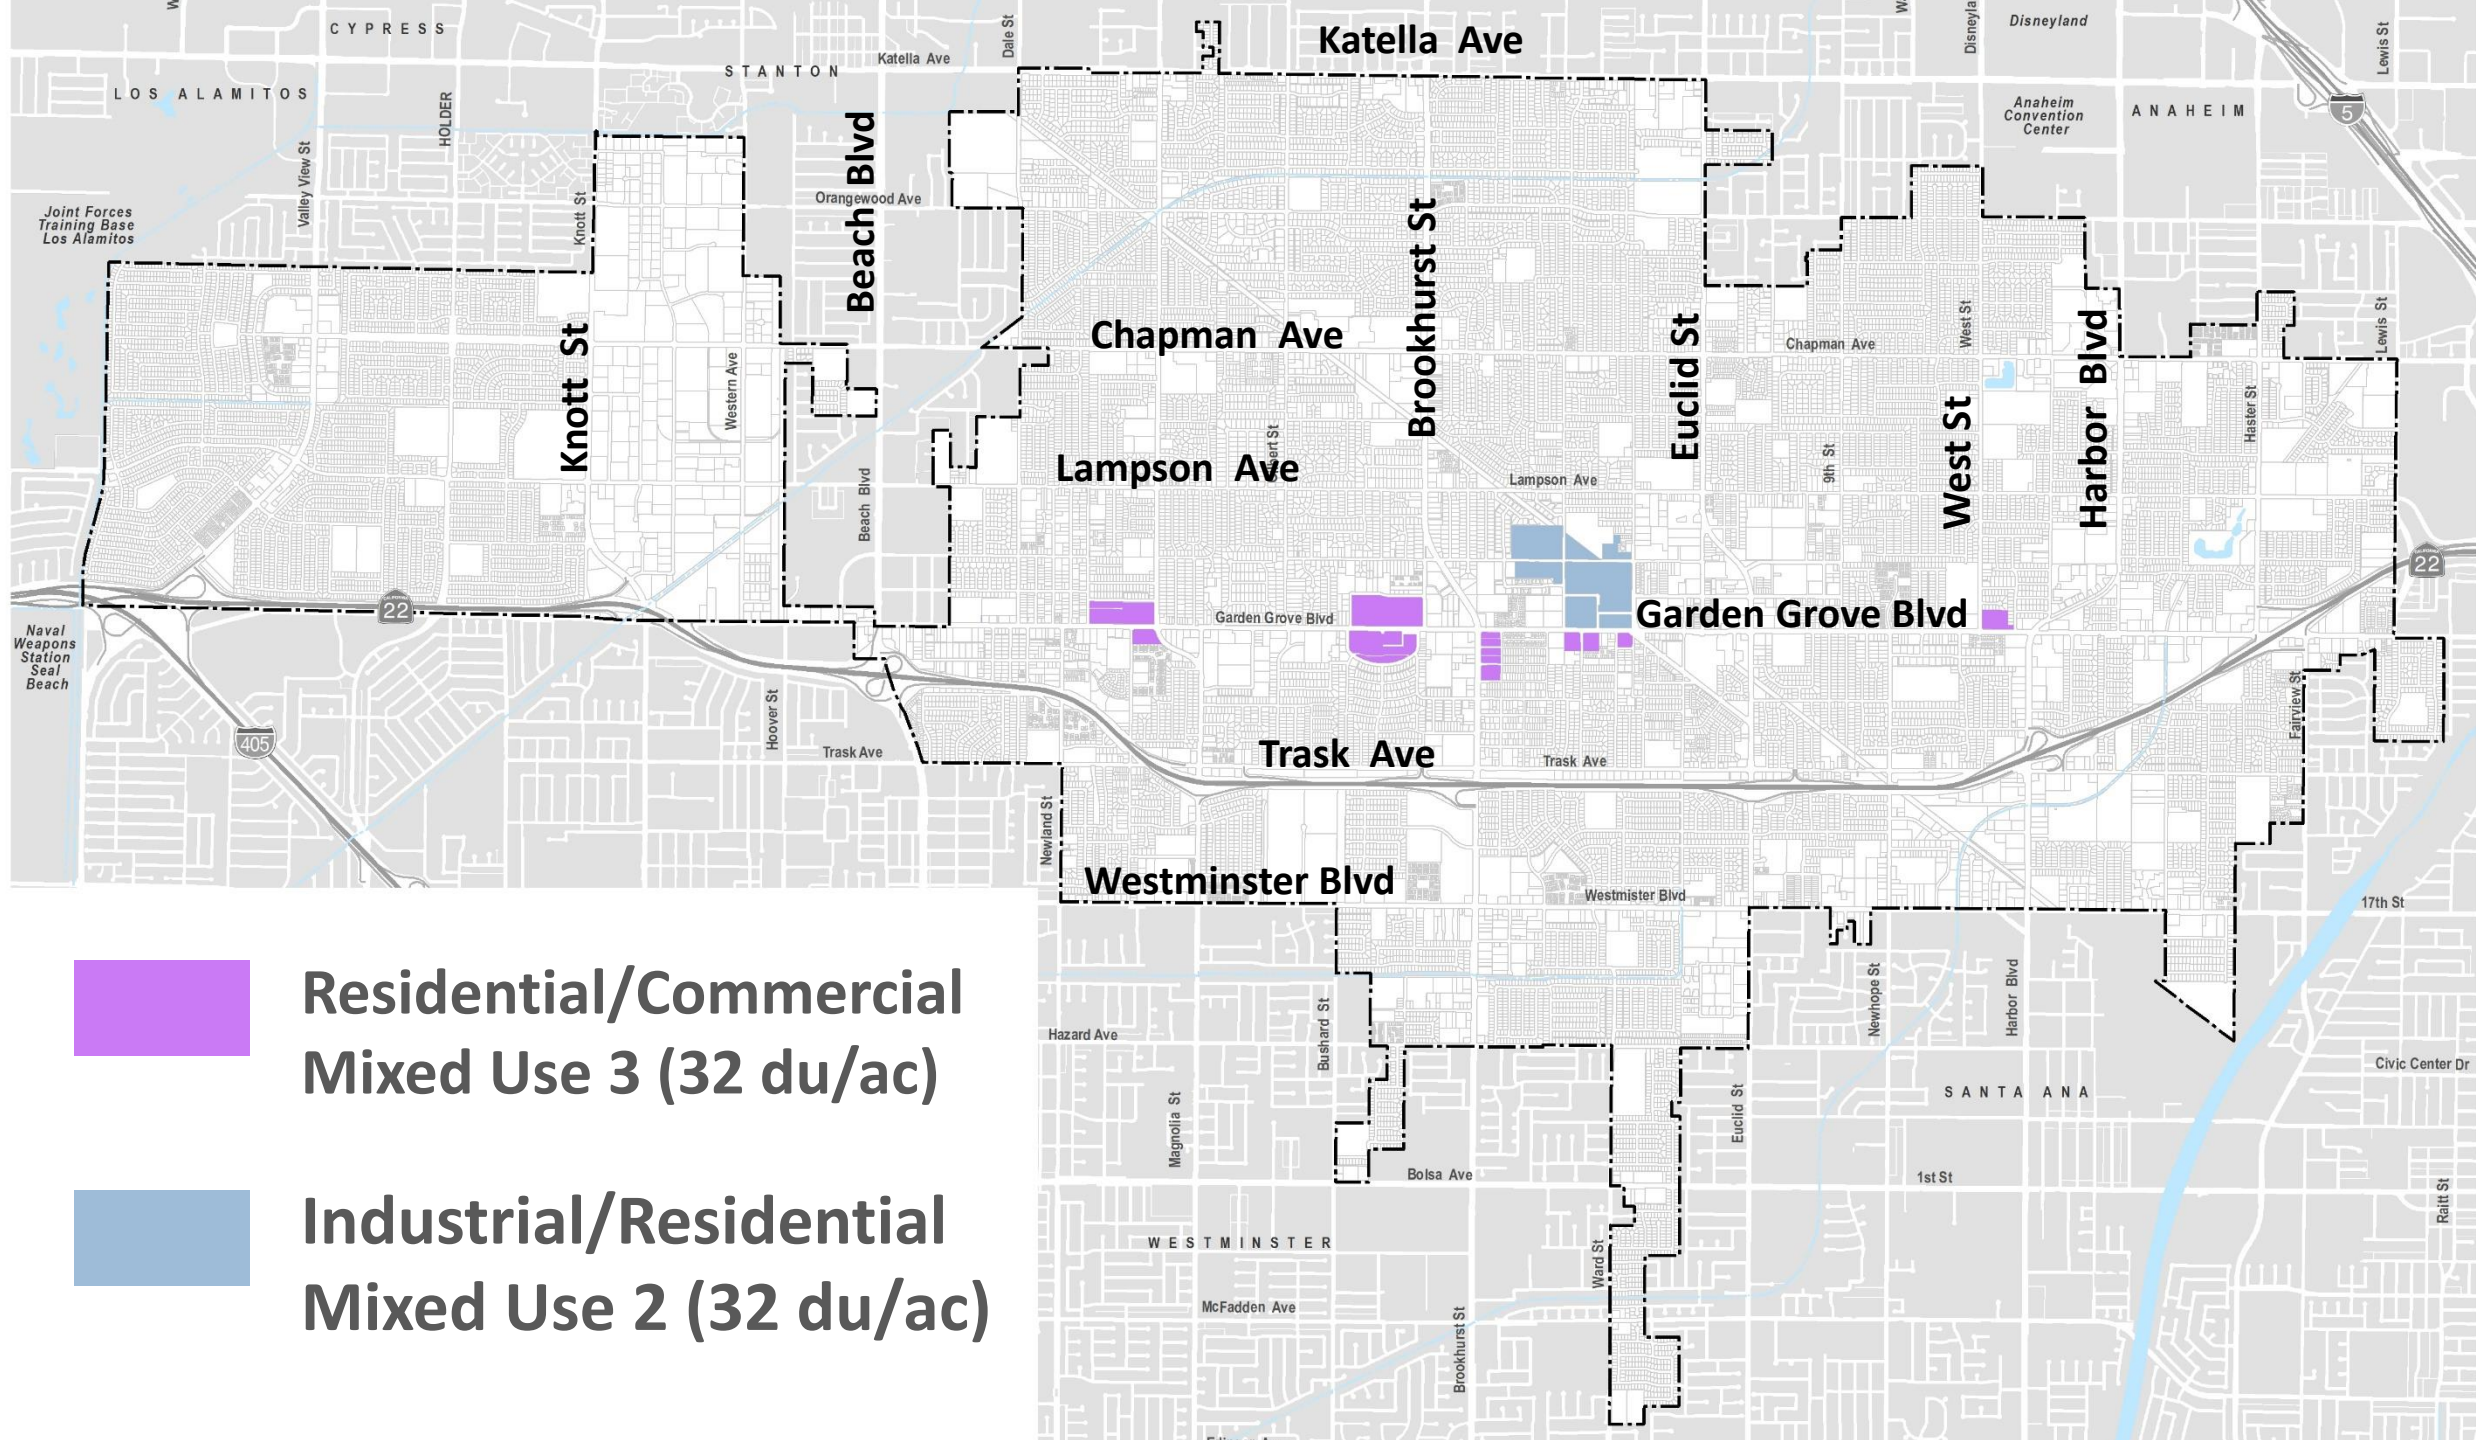 CYPRESS
Katella Ave
Dale St
Katella Ave
Disneyland
Lewis St
STANTON
LOS ALAMITOS
HOLDER
Beach Blvd
Anaheim
Convention
Center
ANAHEIM
5
Valley View St
Knott St
Orangewood Ave
Brookhurst St
Joint Forces
Training Base
Los Alamitos
Knott St
Western Ave
Chapman Ave
Euclid St
Chapman Ave
West St
Harbor Blvd
Lewis St
Haster St
Beach Blvd
Lampson Ave
Lampson Ave
9th St
West St
22
22
Garden Grove Blvd
Garden Grove Blvd
Naval
Weapons
Station
Seal
Beach
405
Hoover St
Trask Ave
Trask Ave
Trask Ave
Fairview St
Newland St
Westminster Blvd
Westmister Blvd
17th St
Residential/Commercial
Mixed Use 3 (32 du/ac)
Industrial/Residential
Mixed Use 2 (32 du/ac)
Hazard Ave
Bushard St
Newhope St
Harbor Blvd
Civic Center Dr
SANTA ANA
Magnolia St
Euclid St
Bolsa Ave
1st St
Raitt St
WESTMINSTER
Ward St
McFadden Ave
Brookhurst St